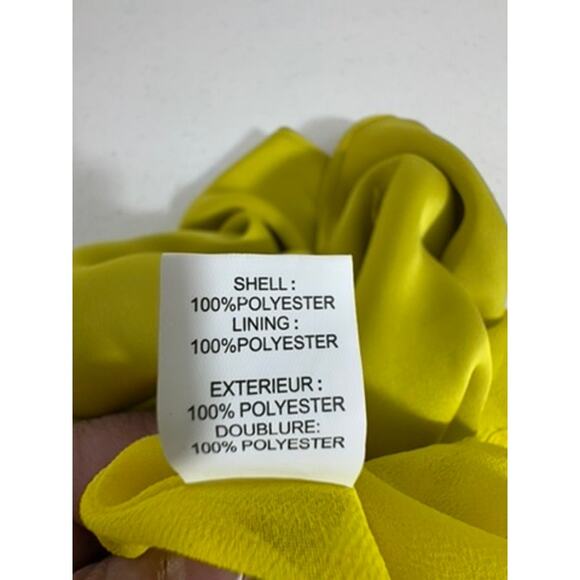 SHELL:
100%POLYESTER
LINING:
100%POLYESTER
EXTERIEUR:
100% POLYESTER
DOUBLURE:
100% POLYESTER